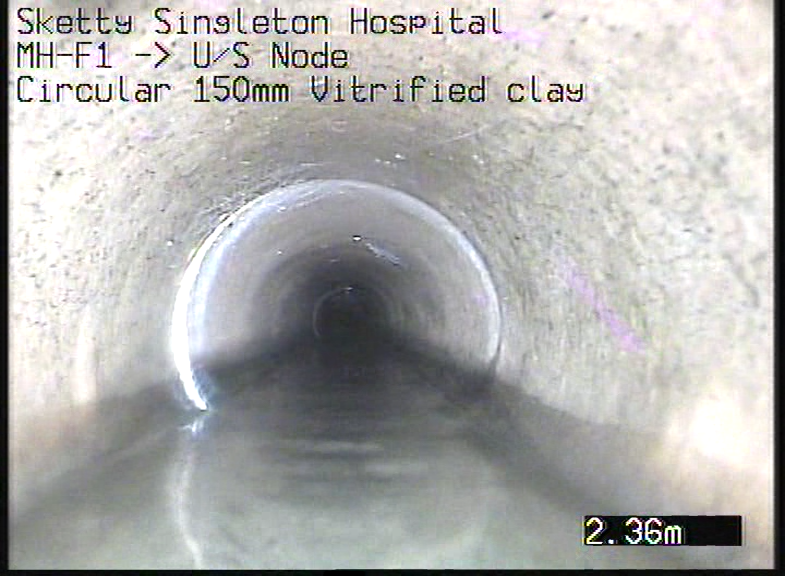 Sketty Singleton Hospital
MH-F1 -> U/S Node
Circular 150mm Vitrified clay
2.36m